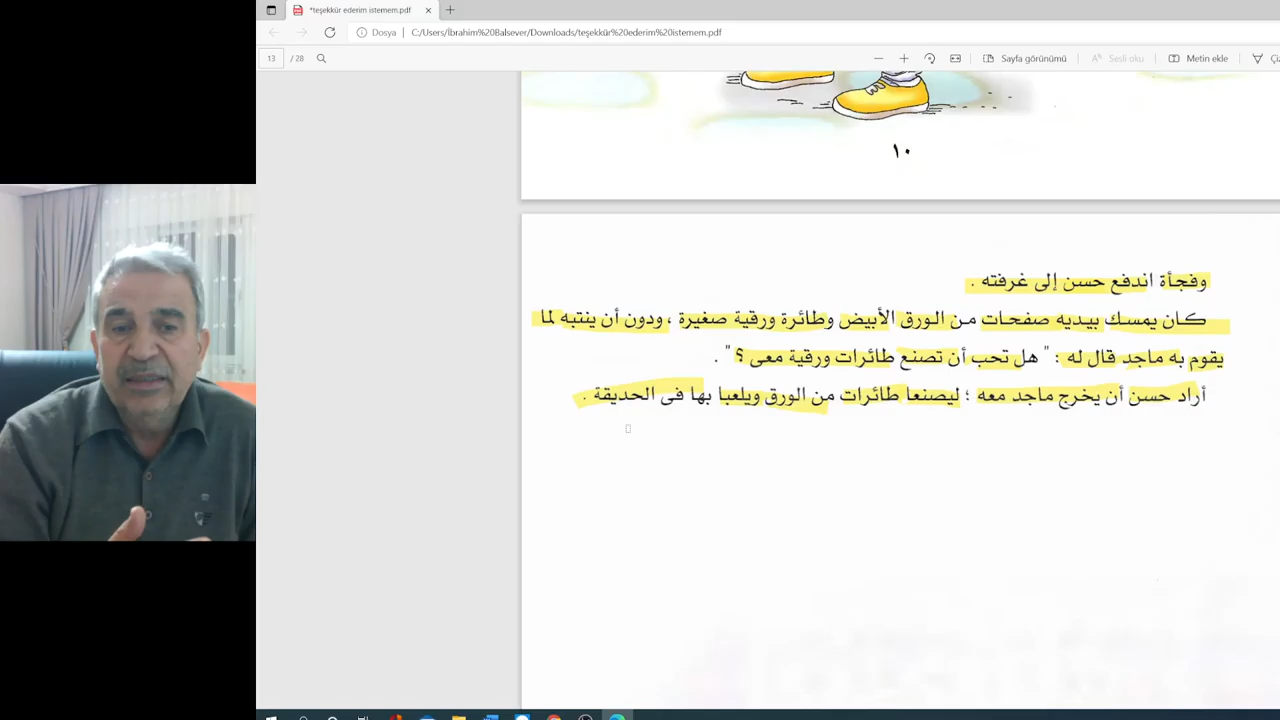 *teşekkür ederim istemem.pdf
Dosya
C:/Users/İbrahim%20Balsever/Downloads/teşekkür%20ederim%20istemem.pdf
13 / 28
Sayfa görünümü
Sesli oku
Metin ekle
١٠
وفجأة اندفع حسن إلى غرفته .
كان يمسك بيديه صفحات من الورق الأبيض وطائرة ورقية صغيرة ، ودون أن ينتبه لما
يقوم به ماجد قال له : " هل تحب أن تصنع طائرات ورقية معى ؟ " .
أراد حسن أن يخرج ماجد معه ؛ ليصنعا طائرات من الورق ويلعبا بها فى الحديقة .